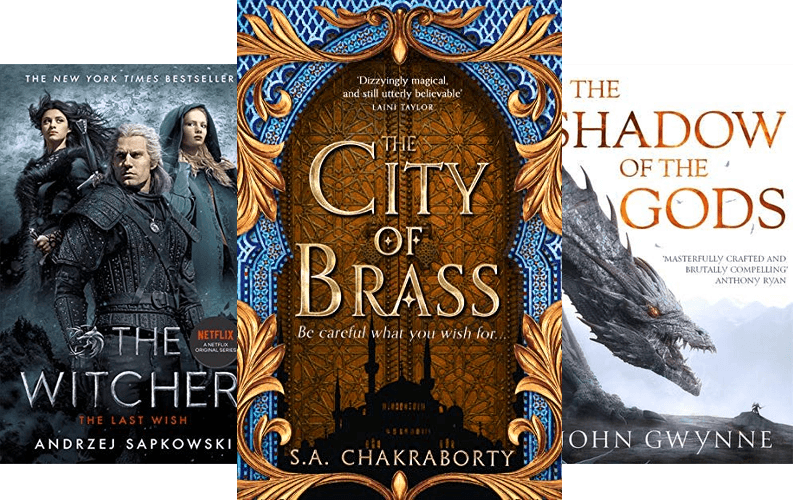 THE NEW YORK TIMES BESTSELLER
NETFLIX
A NETFLIX
ORIGINAL SERIES
THE
WITCHER
THE LAST WISH
ANDRZEJ SAPKOWSKI
'Dizzyingly magical,
and still utterly believable'
LAINI TAYLOR
THE
CITY
OF
BRASS
Be careful what you wish for...
S.A. CHAKRABORTY
THE
SHADOW
OF THE
GODS
'MASTERFULLY CRAFTED AND
BRUTALLY COMPELLING'
ANTHONY RYAN
JOHN GWYNNE